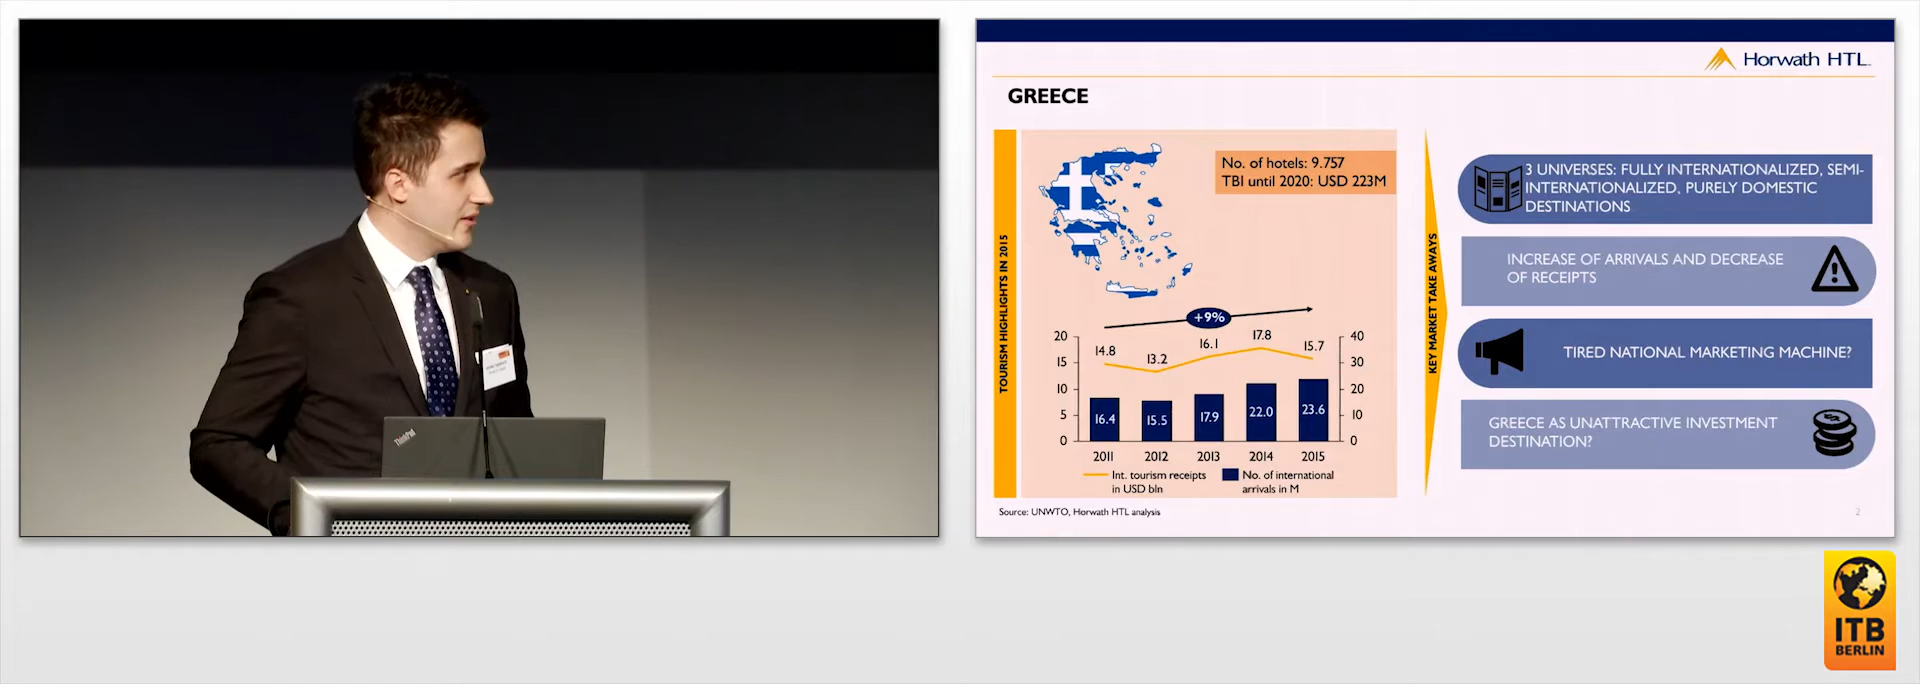 ThinkPad
Horwath HTL
GREECE
TOURISM HIGHLIGHTS IN 2015
No. of hotels: 9.757
TBI until 2020: USD 223M
+9%
20
15
10
5
0
14.8
13.2
16.1
17.8
15.7
40
30
20
10
0
16.4
15.5
17.9
22.0
23.6
2011
2012
2013
2014
2015
Int. tourism receipts
in USD bln
No. of international
arrivals in M
KEY MARKET TAKE AWAYS
3 UNIVERSES: FULLY INTERNATIONALIZED, SEMI-
INTERNATIONALIZED, PURELY DOMESTIC
DESTINATIONS
INCREASE OF ARRIVALS AND DECREASE
OF RECEIPTS
TIRED NATIONAL MARKETING MACHINE?
GREECE AS UNATTRACTIVE INVESTMENT
DESTINATION?
Source: UNWTO, Horwath HTL analysis
2
ITB
BERLIN